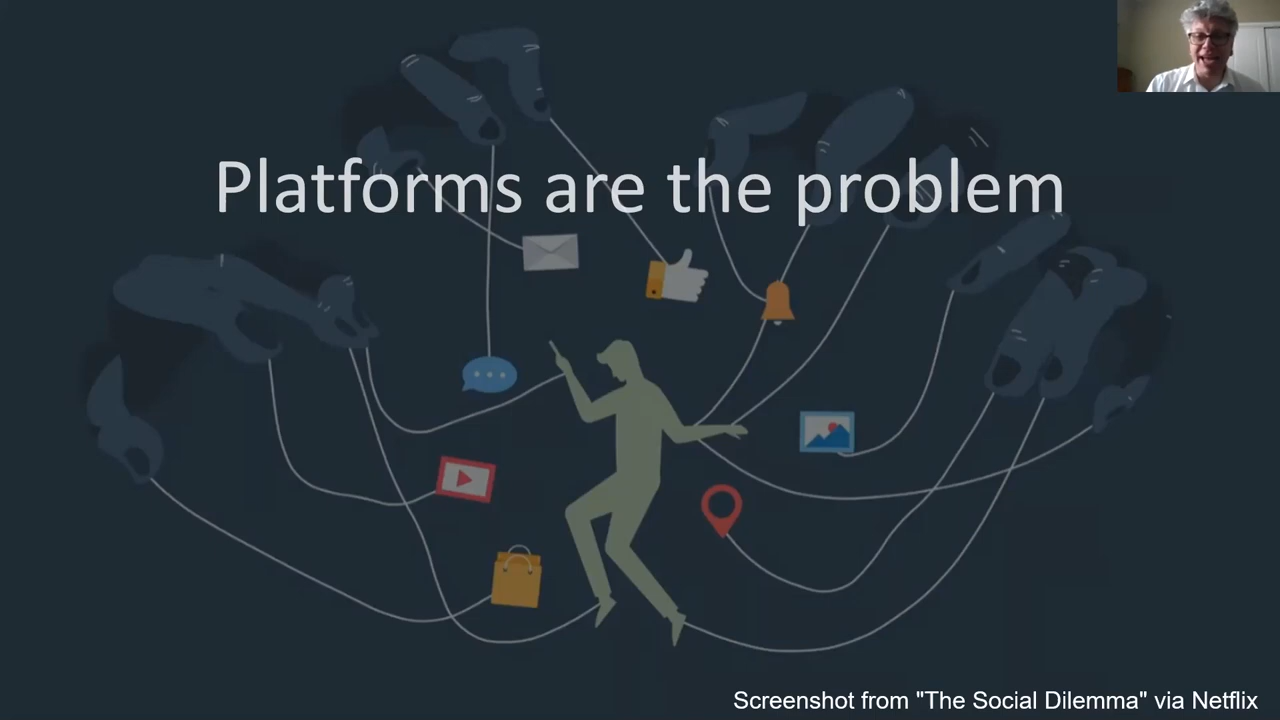 Platforms are the problem
Screenshot from "The Social Dilemma" via Netflix